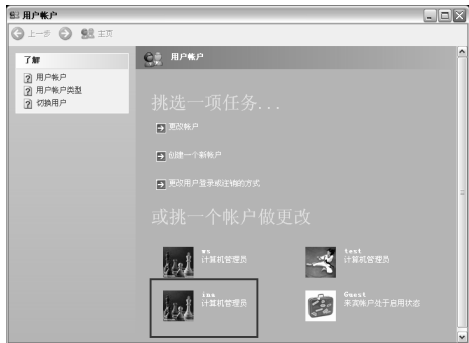 用户帐户
上一步 主页
了解
用户帐户
用户帐户类型
切换用户
用户帐户
挑选一项任务...
更改帐户
创建一个新帐户
更改用户登录或注销的方式
或挑一个帐户做更改
计算机管理员
test
计算机管理员
ina
计算机管理员
Guest
来宾帐户处于启用状态